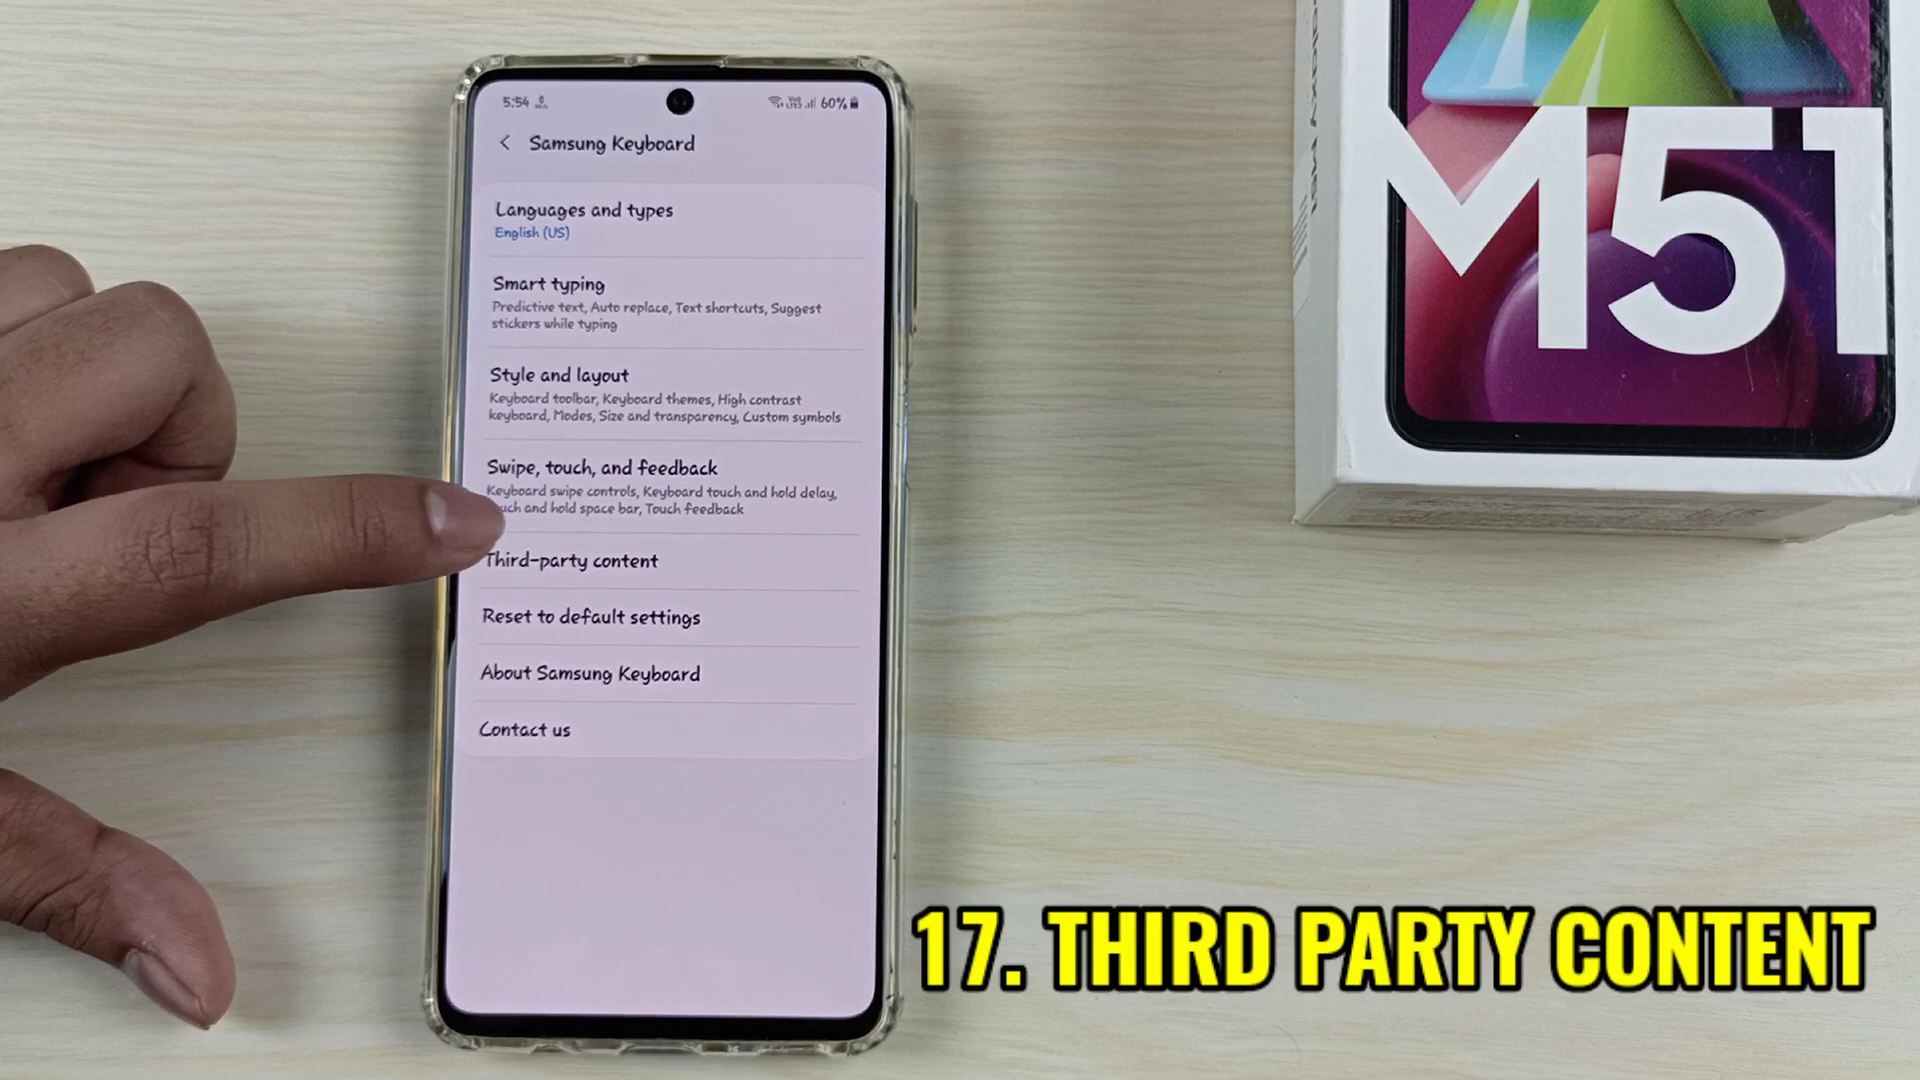 5:54
60%
Samsung Keyboard
Languages and types
English (US)
Smart typing
Predictive text, Auto replace, Text shortcuts, Suggest
stickers while typing
Style and layout
Keyboard toolbar, Keyboard themes, High contrast
keyboard, Modes, Size and transparency, Custom symbols
Swipe, touch, and feedback
Keyboard swipe controls, Keyboard touch and hold delay,
and hold space bar, Touch feedback
Third-party content
Reset to default settings
About Samsung Keyboard
Contact us
M51
17. THIRD PARTY CONTENT